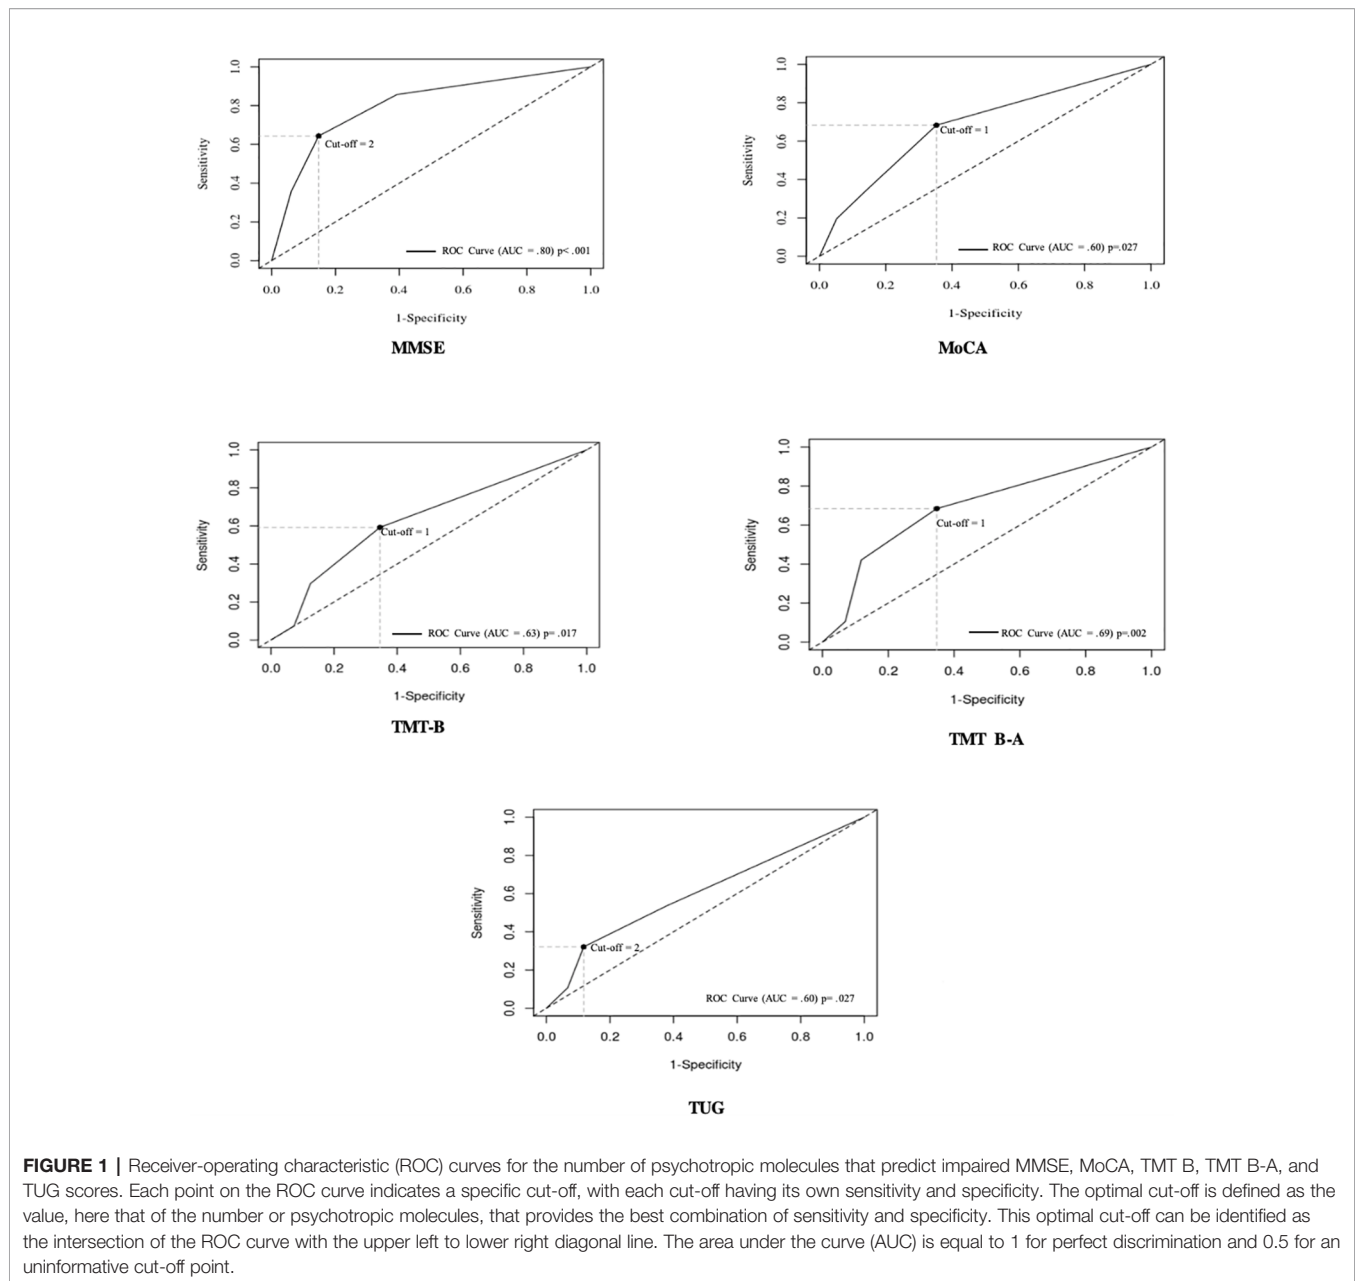 1.0
0.8
0.6
0.4
0.2
0.0
Sensitivity
Cut-off = 2
ROC Curve (AUC = .80) p< .001
0.0 0.2 0.4 0.6 0.8 1.0
1-Specificity
MMSE
1.0
0.8
0.6
0.4
0.2
0.0
Sensitivity
Cut-off = 1
ROC Curve (AUC = .60) p=.027
0.0 0.2 0.4 0.6 0.8 1.0
1-Specificity
MoCA
1.0
0.8
0.6
0.4
0.2
0.0
Sensitivity
Cut-off = 1
ROC Curve (AUC = .63) p= .017
0.0 0.2 0.4 0.6 0.8 1.0
1-Specificity
TMT-B
1.0
0.8
0.6
0.4
0.2
0.0
Sensitivity
Cut-off = 1
ROC Curve (AUC = .69) p=.002
0.0 0.2 0.4 0.6 0.8 1.0
1-Specificity
TMT B-A
1.0
0.8
0.6
0.4
0.2
0.0
Sensitivity
Cut-off = 2
ROC Curve (AUC = .60) p= .027
0.0 0.2 0.4 0.6 0.8 1.0
1-Specificity
TUG
FIGURE 1 | Receiver-operating characteristic (ROC) curves for the number of psychotropic molecules that predict impaired MMSE, MoCA, TMT B, TMT B-A, and
TUG scores. Each point on the ROC curve indicates a specific cut-off, with each cut-off having its own sensitivity and specificity. The optimal cut-off is defined as the
value, here that of the number or psychotropic molecules, that provides the best combination of sensitivity and specificity. This optimal cut-off can be identified as
the intersection of the ROC curve with the upper left to lower right diagonal line. The area under the curve (AUC) is equal to 1 for perfect discrimination and 0.5 for an
uninformative cut-off point.